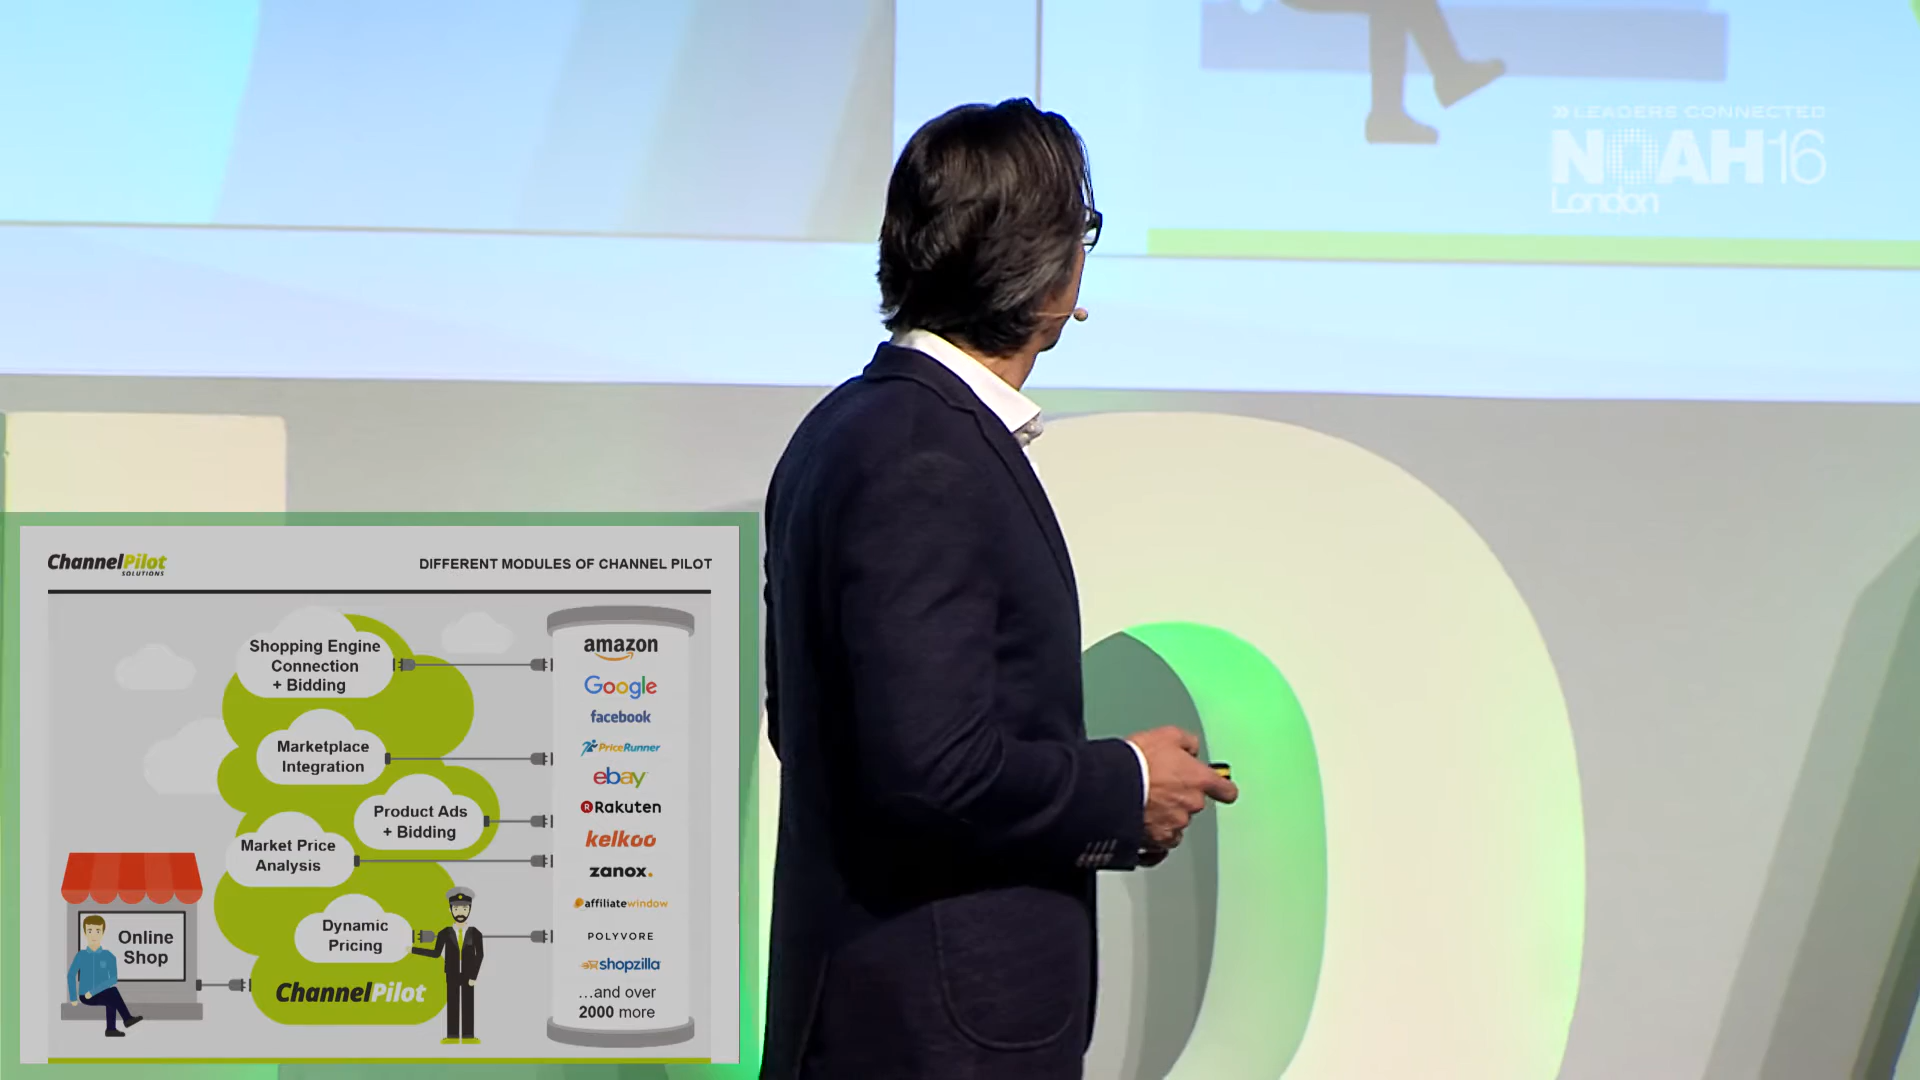 » LEADERS CONNECTED
NOAH16
London
ChannelPilot
SOLUTIONS
DIFFERENT MODULES OF CHANNEL PILOT
Shopping Engine
Connection
+ Bidding
Marketplace
Integration
Product Ads
+ Bidding
Market Price
Analysis
Dynamic
Pricing
Online
Shop
ChannelPilot
amazon
Google
facebook
PriceRunner
ebay
Rakuten
kelkoo
zanox.
affiliatewindow
POLYVORE
shopzilla
...and over
2000 more